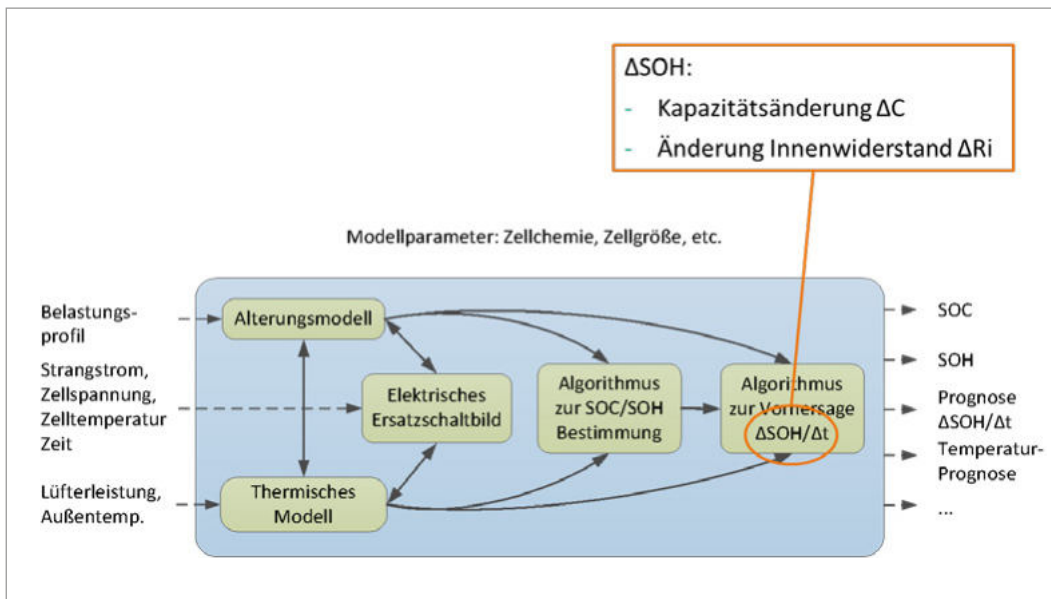 ΔSOH:
- Kapazitätsänderung ΔC
- Änderung Innenwiderstand ΔRi
Modellparameter: Zellchemie, Zellgröße, etc.
Belastungs-
profil
Strangstrom,
Zellspannung,
Zelltemperatur
Zeit
Lüfterleistung,
Außentemp.
Alterungsmodell
Elektrisches
Ersatzschaltbild
Thermisches
Modell
Algorithmus
zur SOC/SOH
Bestimmung
Algorithmus
zur Vorhersage
ΔSOH/Δt
SOC
SOH
Prognose
ΔSOH/Δt
Temperatur-
Prognose
...